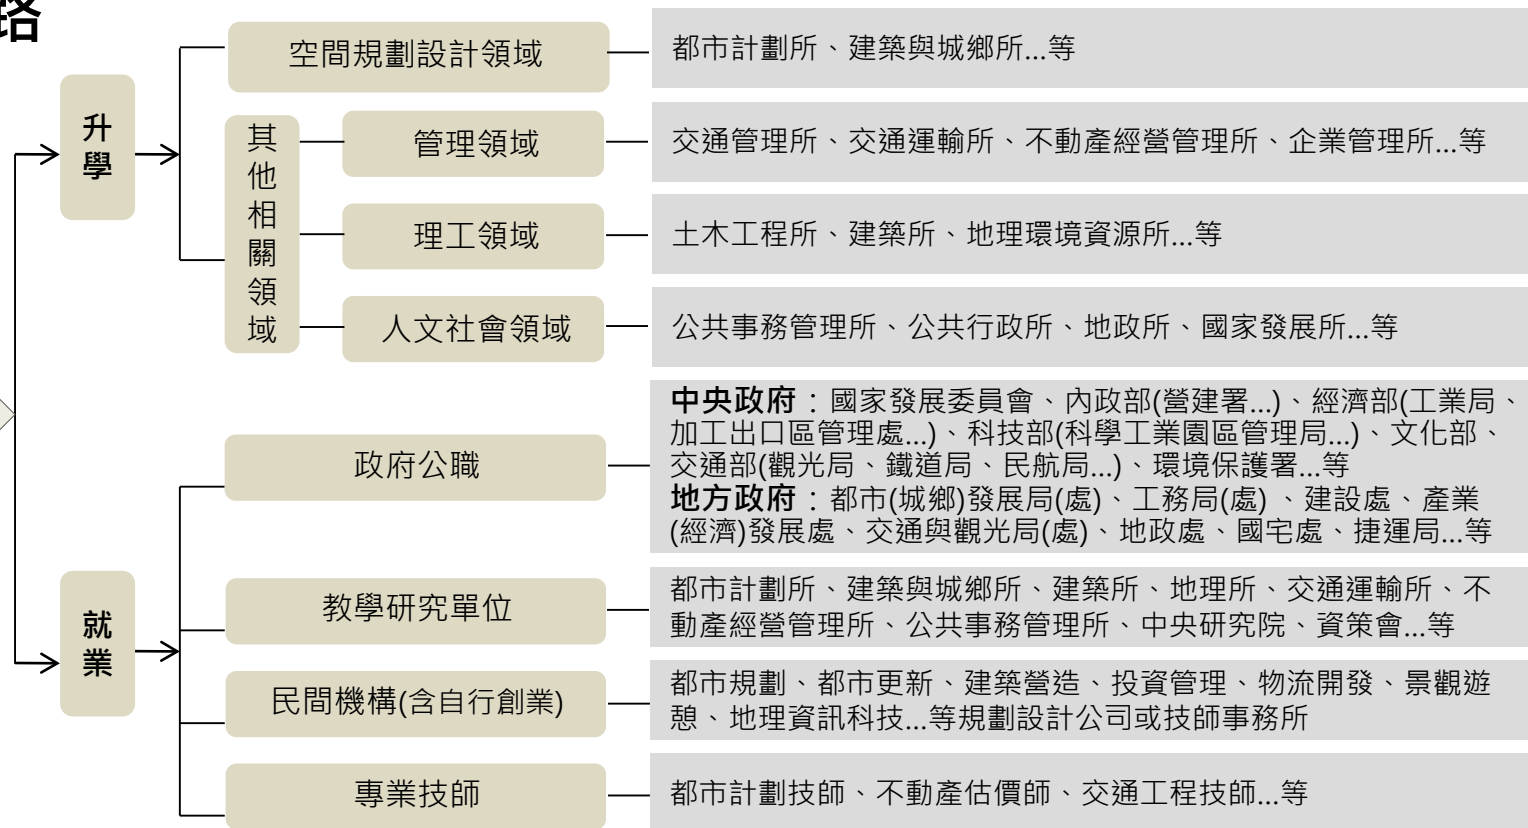 路
升學
空間規劃設計領域
都市計劃所、建築與城鄉所...等
其他相關領域
管理領域
交通管理所、交通運輸所、不動產經營管理所、企業管理所...等
理工領域
土木工程所、建築所、地理環境資源所...等
人文社會領域
公共事務管理所、公共行政所、地政所、國家發展所...等
就業
政府公職
中央政府：國家發展委員會、內政部(營建署...)、經濟部(工業局、
加工出口區管理處...)、科技部(科學工業園區管理局...)、文化部、
交通部(觀光局、鐵道局、民航局...)、環境保護署...等
地方政府：都市(城鄉)發展局(處)、工務局(處) 、建設處、產業
(經濟)發展處、交通與觀光局(處)、地政處、國宅處、捷運局...等
教學研究單位
都市計劃所、建築與城鄉所、建築所、地理所、交通運輸所、不
動產經營管理所、公共事務管理所、中央研究院、資策會...等
民間機構(含自行創業)
都市規劃、都市更新、建築營造、投資管理、物流開發、景觀遊
憩、地理資訊科技...等規劃設計公司或技師事務所
專業技師
都市計劃技師、不動產估價師、交通工程技師...等